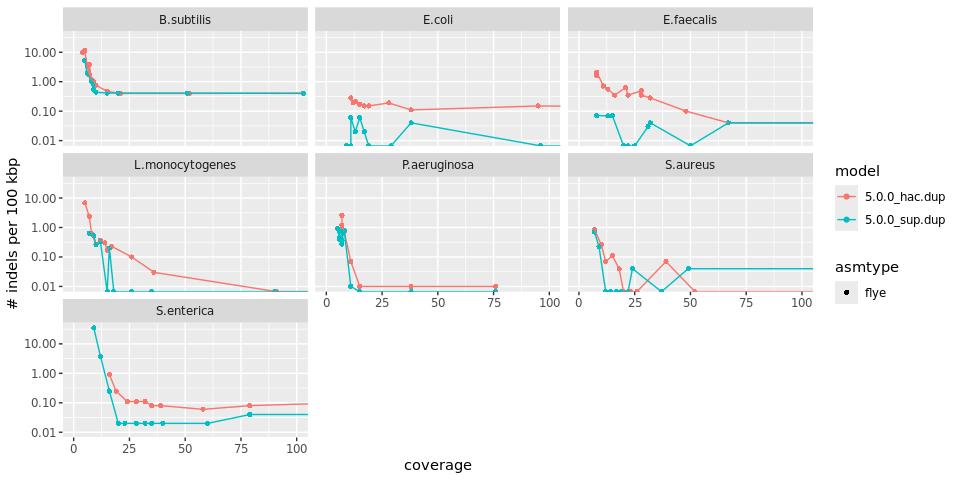 B.subtilis E.coli E.faecalis
10.00
1.00
0.10
0.01
L.monocytogenes P.aeruginosa S.aureus
10.00
1.00
0.10
0.01
0 25 50 75 100 0 25 50 75 100
S.enterica
10.00
1.00
0.10
0.01
0 25 50 75 100
coverage
# indels per 100 kbp
model
5.0.0_hac.dup
5.0.0_sup.dup
asmtype
flye